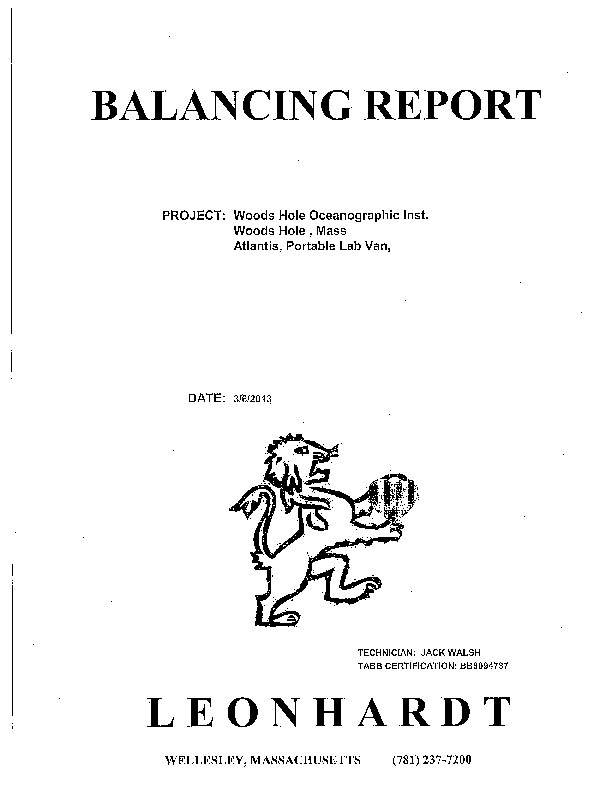 BALANCING REPORT
PROJECT: Woods Hole Oceanographic Inst.
Woods Hole , Mass
Atlantis, Portable Lab Van,
DATE: 3/6/2013
TECHNICIAN: JACK WALSH
TABB CERTIFICATION:
LEONHARDT
WELLESLEY, MASSACHUSETTS (781) 237-7200